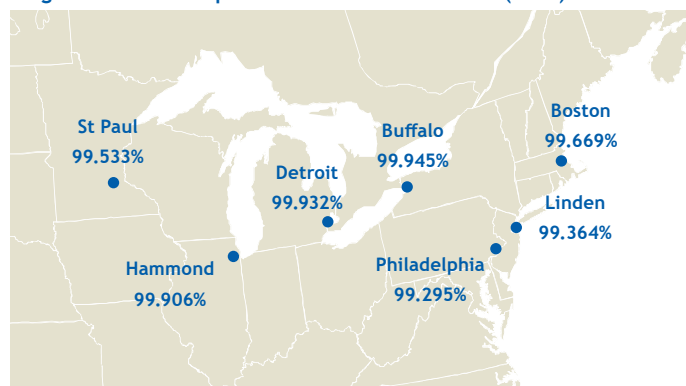 St Paul
99.533%
Detroit
99.932%
Buffalo
99.945%
Boston
99.669%
Linden
99.364%
Hammond
99.906%
Philadelphia
99.295%